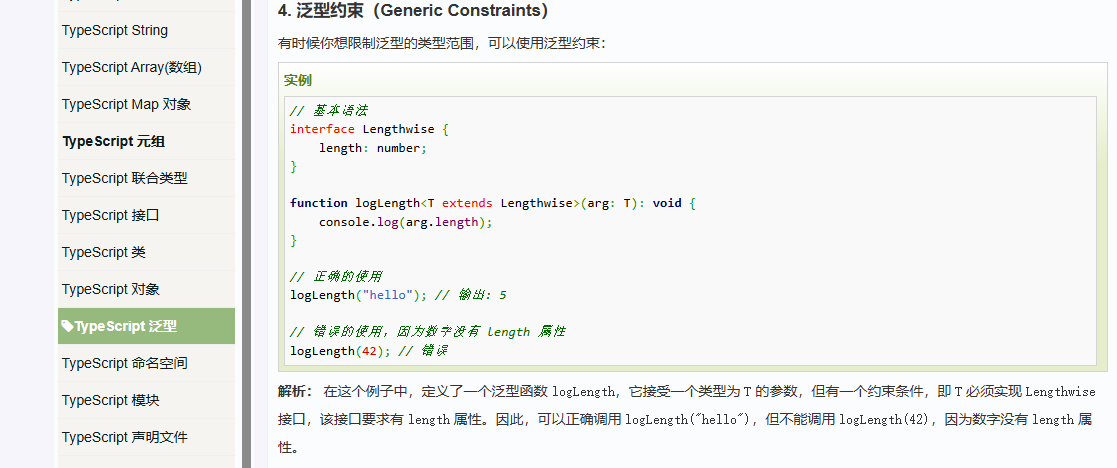 TypeScript String
TypeScript Array(数组)
TypeScript Map 对象
TypeScript 元组
TypeScript 联合类型
TypeScript 接口
TypeScript 类
TypeScript 对象
TypeScript 泛型
TypeScript 命名空间
TypeScript 模块
TypeScript 声明文件
4. 泛型约束（Generic Constraints）
有时候你想限制泛型的类型范围，可以使用泛型约束：
实例
// 基本语法
interface Lengthwise {
    length: number;
}

function logLength<T extends Lengthwise>(arg: T): void {
    console.log(arg.length);
}

// 正确的使用
logLength("hello"); // 输出: 5

// 错误的使用，因为数字没有 length 属性
logLength(42); // 错误
解析： 在这个例子中，定义了一个泛型函数 logLength，它接受一个类型为 T 的参数，但有一个约束条件，即 T 必须实现 Lengthwise
接口，该接口要求有 length 属性。因此，可以正确调用 logLength("hello")，但不能调用 logLength(42)，因为数字没有 length 属
性。